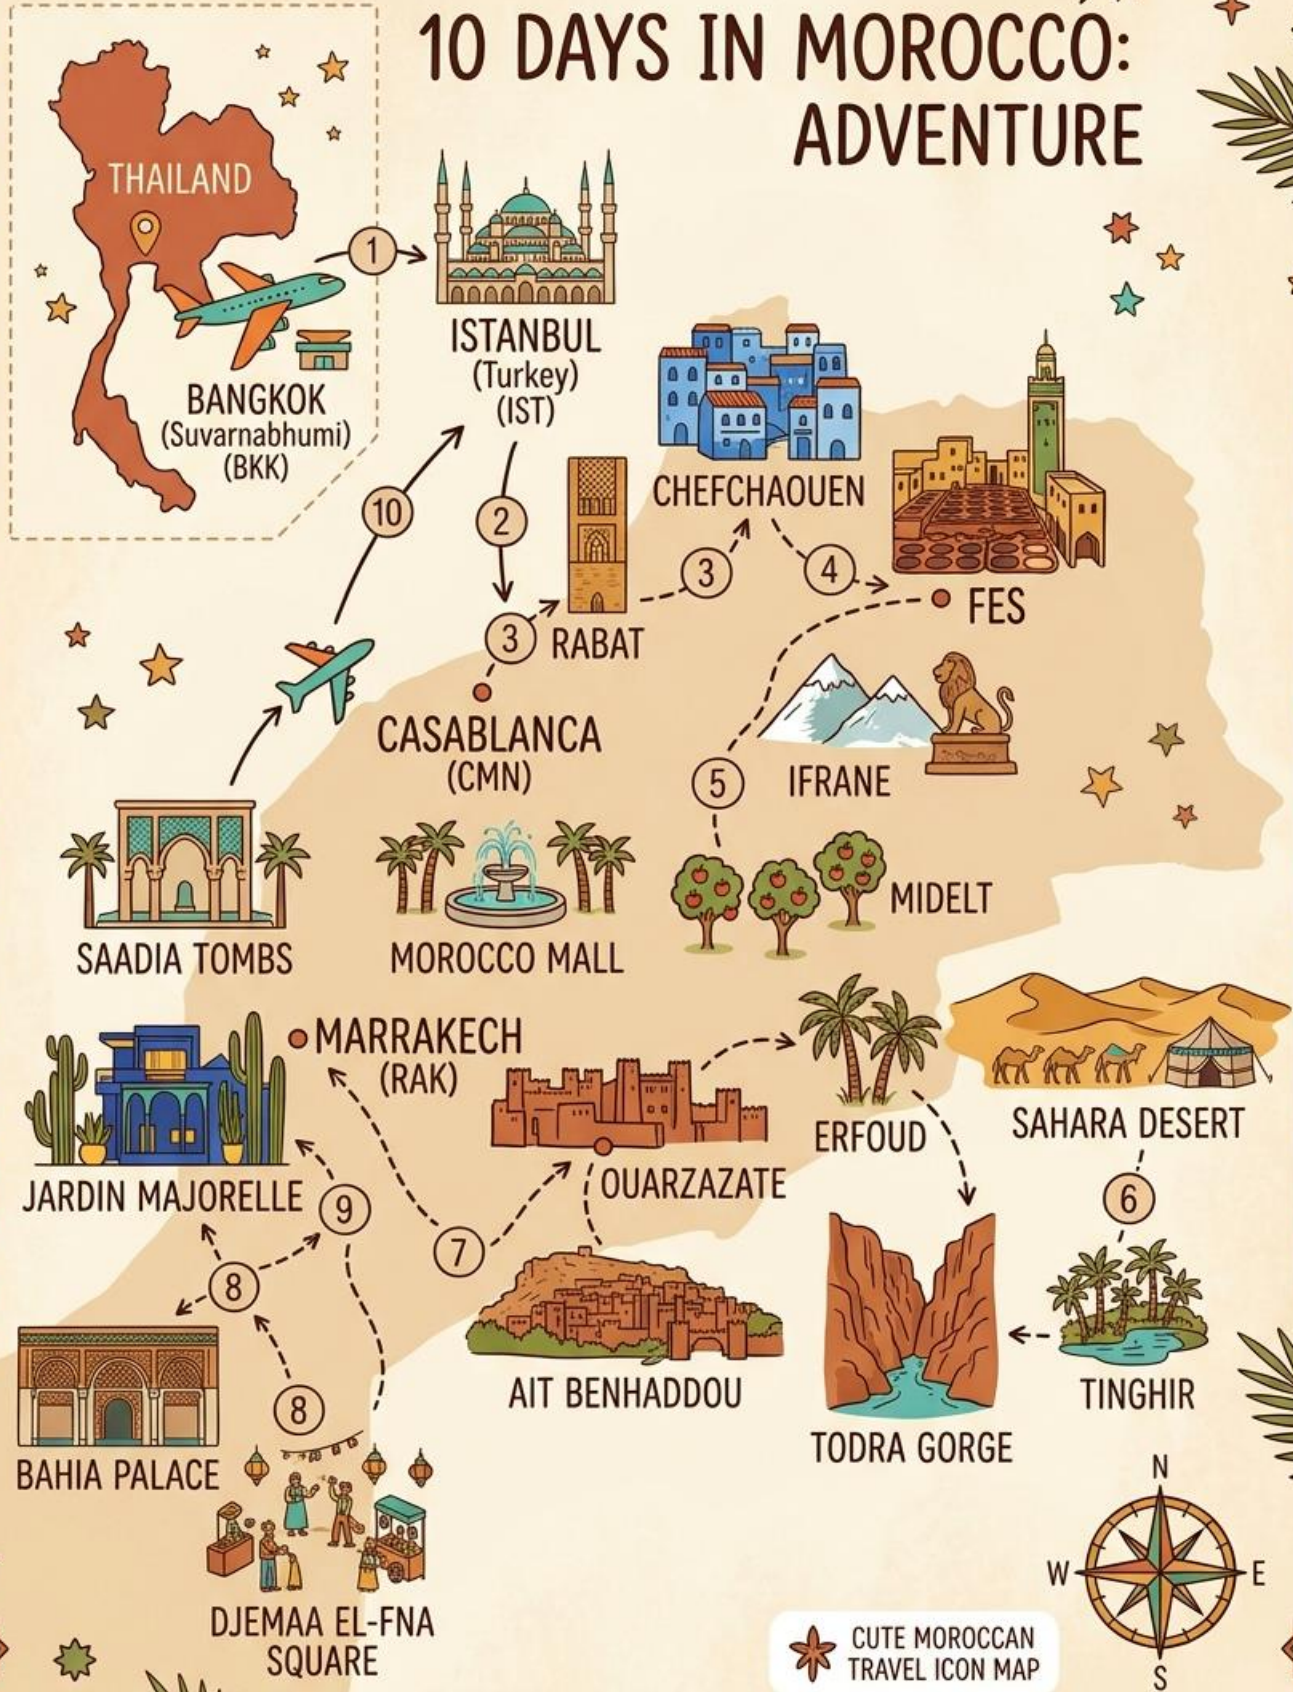 10 DAYS IN MOROCCO:
ADVENTURE
THAILAND
1
ISTANBUL
(Turkey)
(IST)
BANGKOK
(Suvarnabhumi)
(BKK)
10
2
CHEFCHAOUEN
3
4
FES
3
RABAT
CASABLANCA
(CMN)
5
IFRANE
SAADIA TOMBS
MOROCCO MALL
MIDELT
MARRAKECH
(RAK)
ERFOUD
SAHARA DESERT
JARDIN MAJORELLE
OUARZAZATE
9
7
6
8
AIT BENHADDOU
TINGHIR
8
TODRA GORGE
BAHIA PALACE
DJEMAA EL-FNA
SQUARE
N
W
E
S
CUTE MOROCCAN
TRAVEL ICON MAP